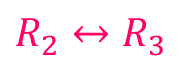 R₂ ↔ R₃